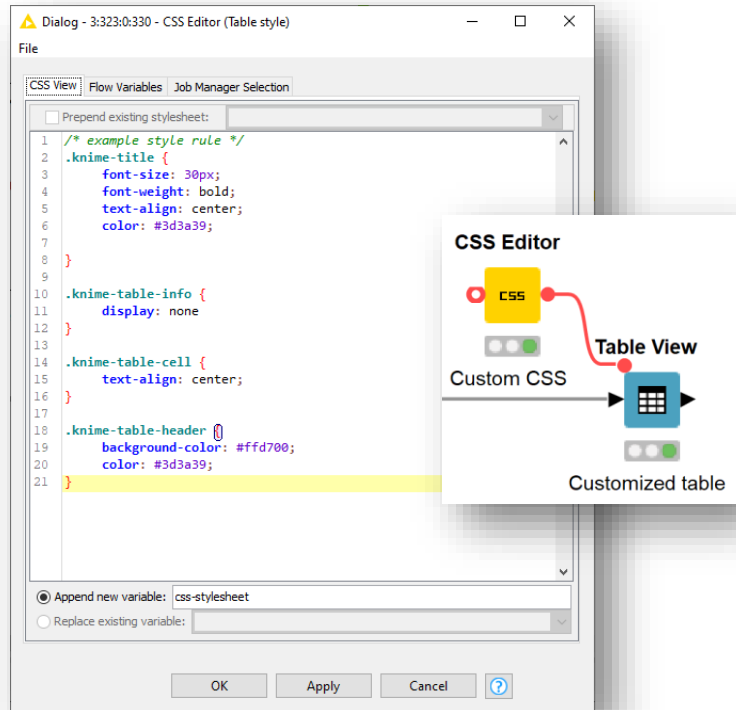 Dialog - 3:323:0:330 - CSS Editor (Table style)
File
CSS View Flow Variables Job Manager Selection
Prepend existing stylesheet:
1 /* example style rule */
2 .knime-title {
3 font-size: 30px;
4 font-weight: bold;
5 text-align: center;
6 color: #3d3a39;
7
8 }
9
10 .knime-table-info {
11 display: none
12 }
13
14 .knime-table-cell {
15 text-align: center;
16 }
17
18 .knime-table-header {
19 background-color: #ffd700;
20 color: #3d3a39;
21 }
Append new variable: css-stylesheet
Replace existing variable:
OK Apply Cancel ?
CSS Editor
CSS
Custom CSS
Table View
Customized table